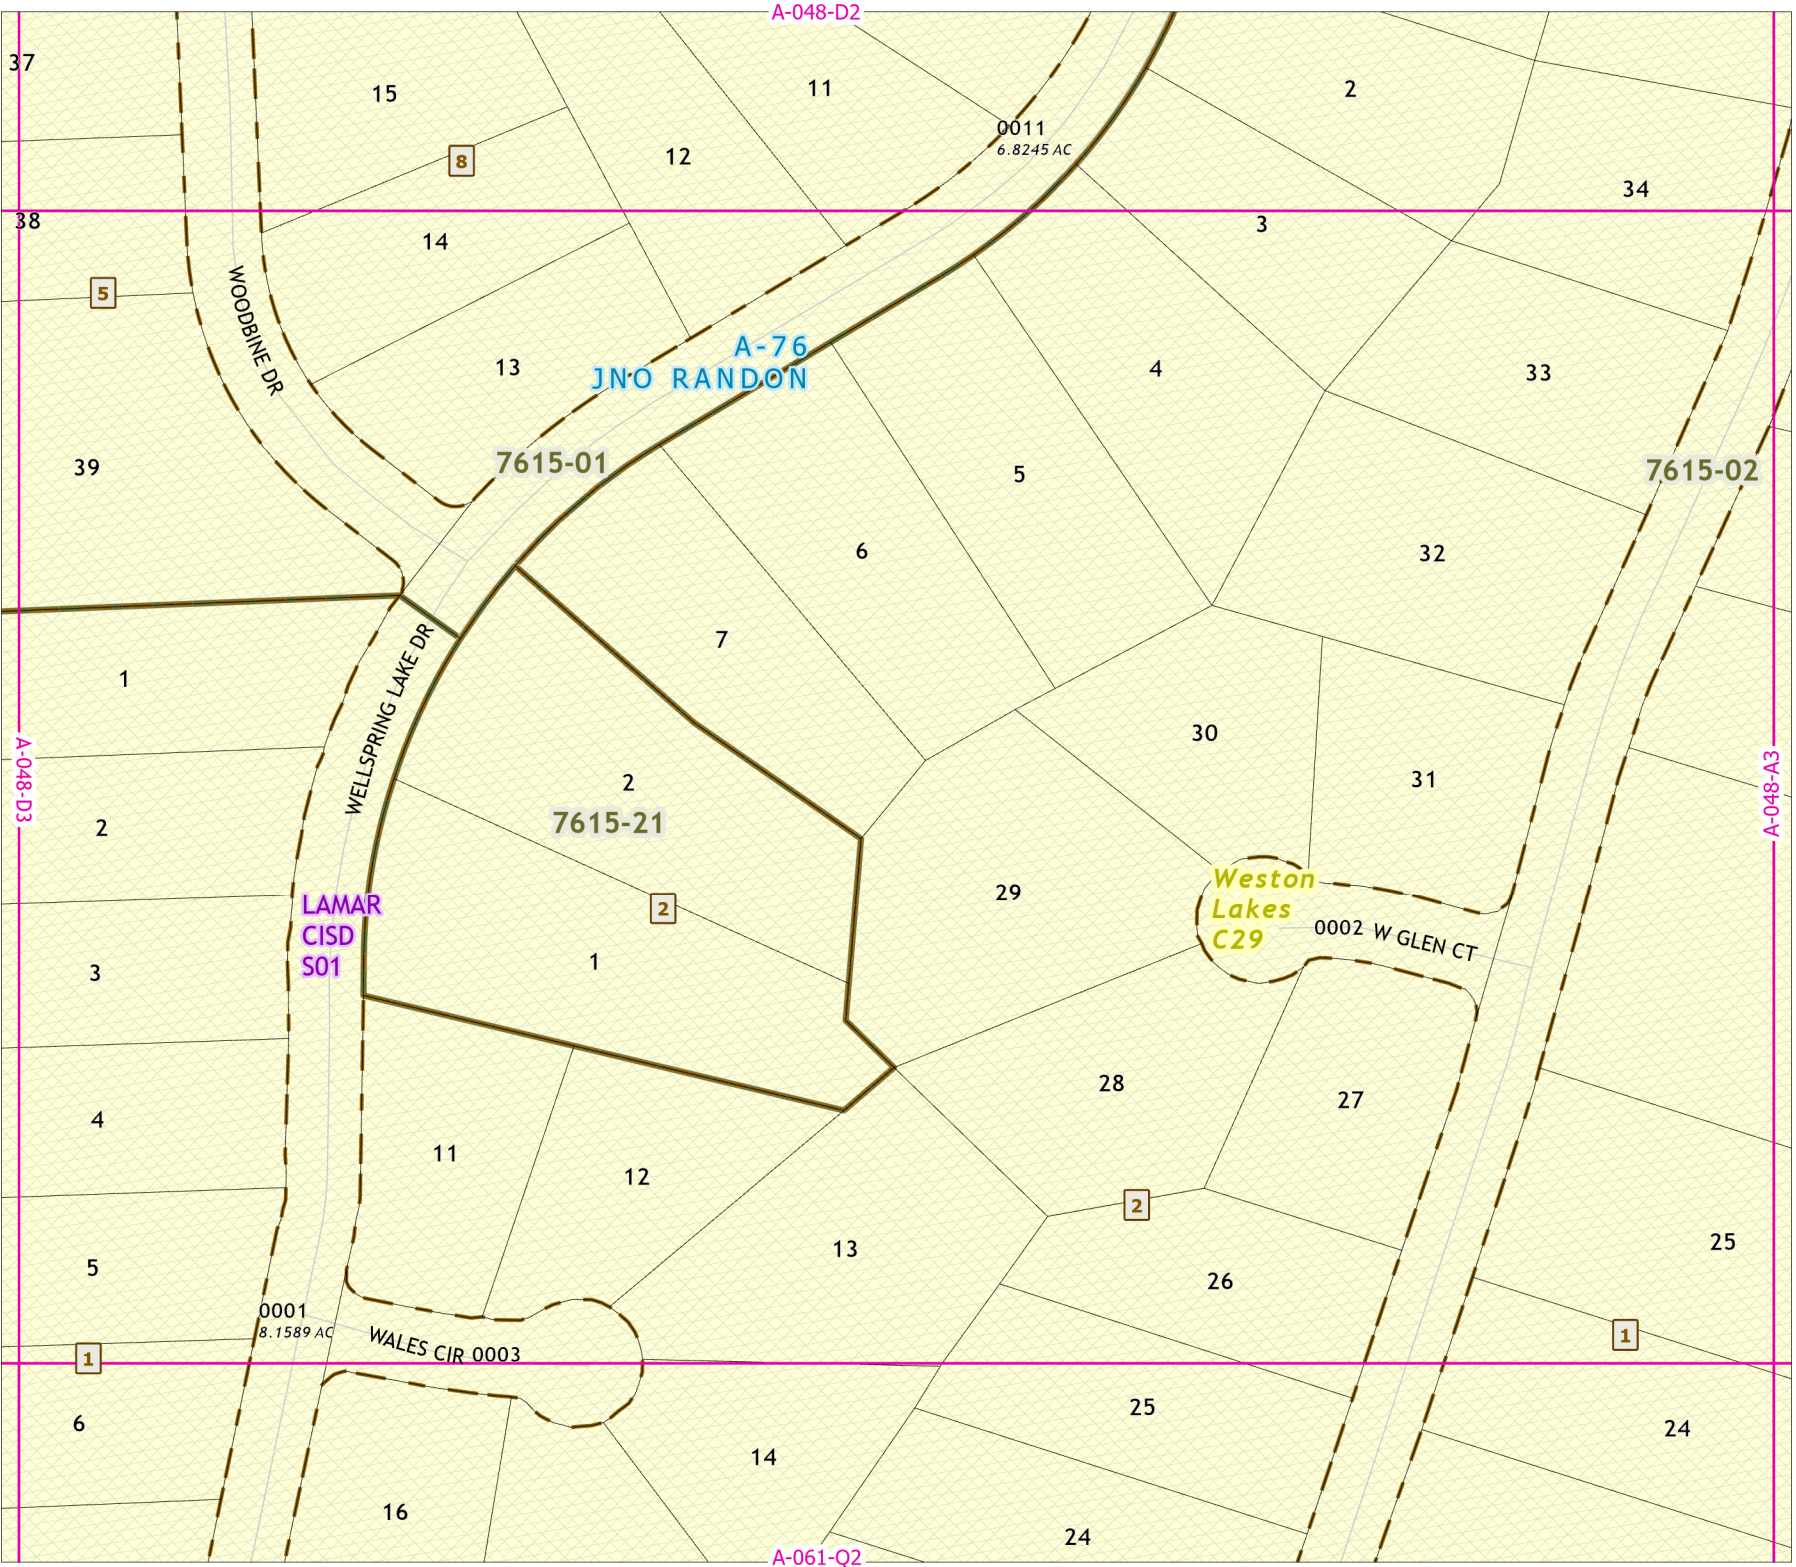 A-048-D2
37
15
11
2
0011
6.8245 AC
12
8
34
38
14
3
5
WOODBINE DR
A-76
JNO RANDON
13
4
33
39
7615-01
5
7615-02
6
32
7
1
WELLSPRING LAKE DR
30
A-048-D3
2
31
A-048-A3
7615-21
2
Weston
Lakes
C29
29
LAMAR
CISD
S01
2
0002
W GLEN CT
1
3
28
27
4
11
12
2
25
13
5
26
0001
8.1589 AC
WALES CIR
0003
1
1
6
25
24
14
16
24
A-061-Q2